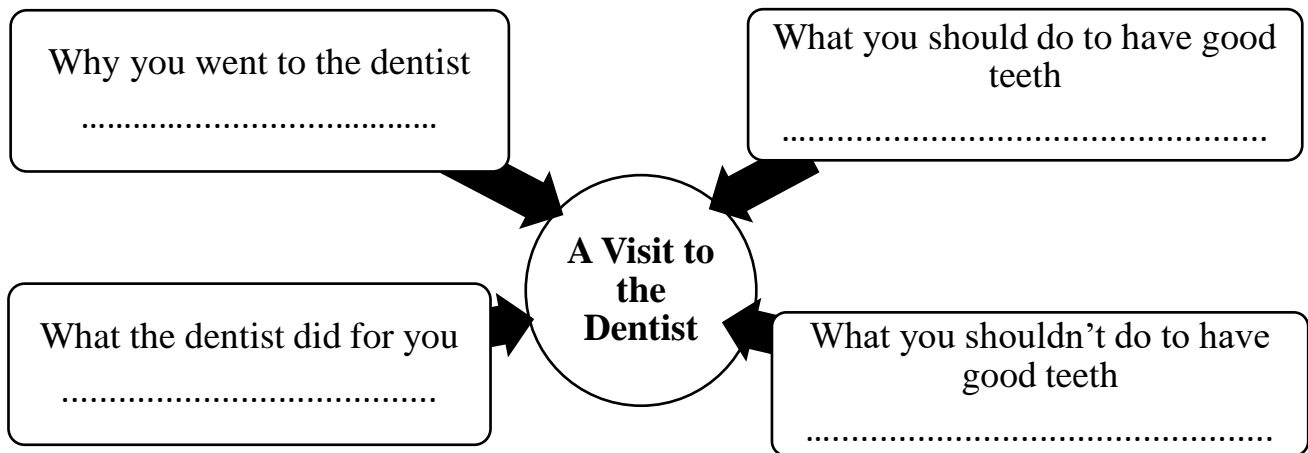 Why you went to the dentist
……………………………………
What you should do to have good
teeth
………………………………………………
A Visit to
the
Dentist
What the dentist did for you
……………………………………
What you shouldn’t do to have
good teeth
………………………………………………